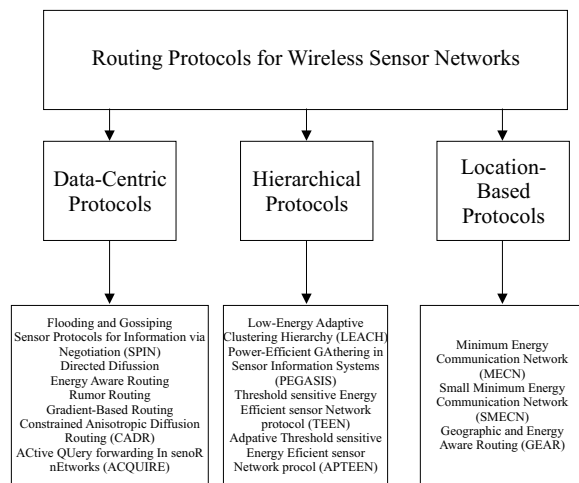 Routing Protocols for Wireless Sensor Networks
Data-Centric
Protocols
Hierarchical
Protocols
Location-
Based
Protocols
Flooding and Gossiping
Sensor Protocols for Information via
Negotiation (SPIN)
Directed Difussion
Energy Aware Routing
Rumor Routing
Gradient-Based Routing
Constrained Anisotropic Diffusion
Routing (CADR)
ACtive QUery forwarding In senoR
nEtworks (ACQUIRE)
Low-Energy Adaptive
Clustering Hierarchy (LEACH)
Power-Efficient GAthering in
Sensor Information Systems
(PEGASIS)
Threshold sensitive Energy
Efficient sensor Network
protocol (TEEN)
Adpative Threshold sensitive
Energy Eficient sensor
Network procol (APTEEN)
Minimum Energy
Communication Network
(MECN)
Small Minimum Energy
Communication Network
(SMECN)
Geographic and Energy
Aware Routing (GEAR)